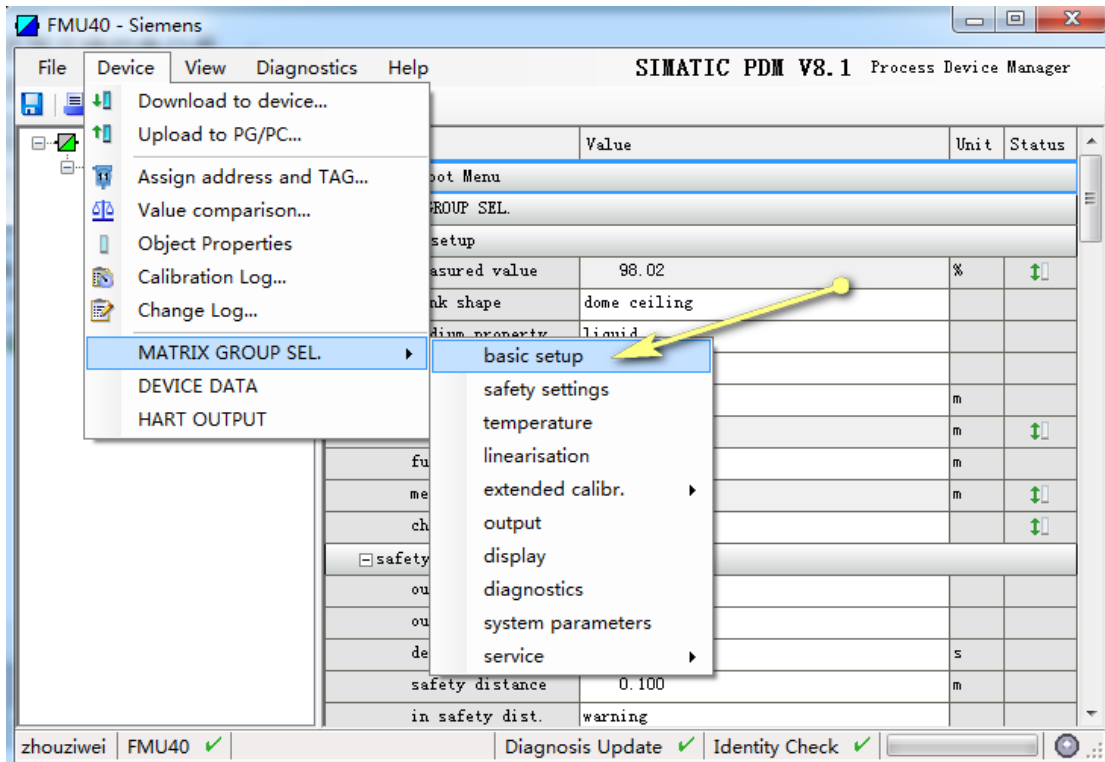 FMU40 - Siemens
File Device View Diagnostics Help SIMATIC PDM V8.1 Process Device Manager
Download to device...
Upload to PG/PC...
Assign address and TAG...
Value comparison...
Object Properties
Calibration Log...
Change Log...
MATRIX GROUP SEL.
DEVICE DATA
HART OUTPUT
basic setup
safety settings
temperature
linearisation
extended calibr.
output
display
diagnostics
system parameters
service
Value Unit Status
Menu
SEL.
setup
value 98.02 %
shape dome ceiling
property liquid
m
m
m
m
safety
s
safety distance 0.100 m
in safety dist. warning
zhouziwei FMU40 Diagnosis Update Identity Check